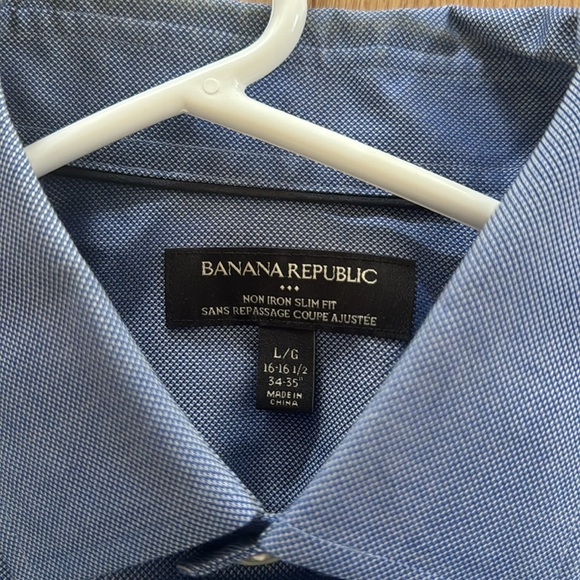 BANANA REPUBLIC
NON IRON SLIM FIT
SANS REPASSAGE COUPE AJUSTÉE
L/G
16-16 1/2
34-35"
MADE IN
CHINA